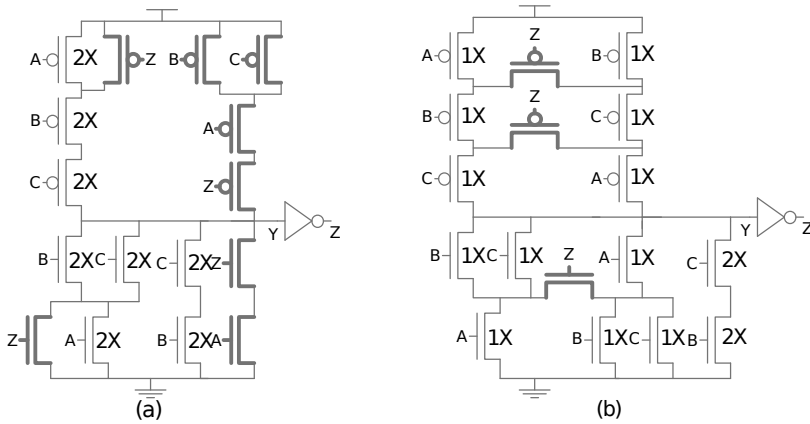 A 2X Z B C
B 2X A
C 2X Z
Y Z
B 2X C 2X C 2X Z
Z A 2X B 2X A
(a)
Z
A 1X B 1X
Z
B 1X C 1X
C 1X A 1X
Y Z
B 1X C 1X Z A 1X C 2X
A 1X B 1X C 1X B 2X
(b)